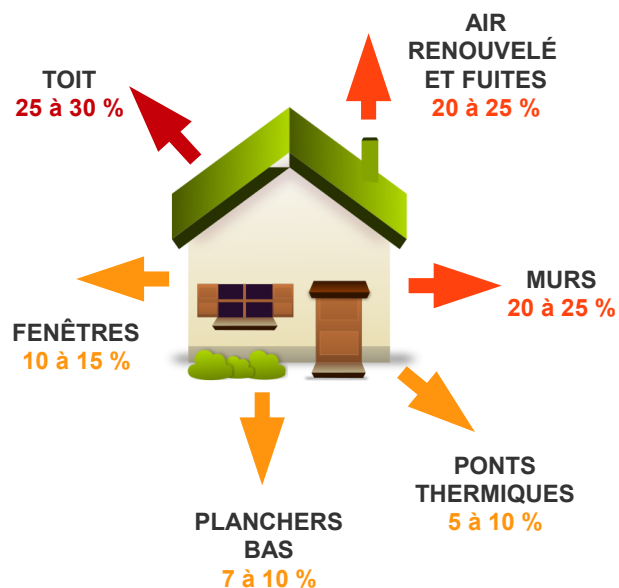 AIR
RENOUVELÉ
ET FUITES
20 à 25 %
TOIT
25 à 30 %
MURS
20 à 25 %
FENÊTRES
10 à 15 %
PONTS
THERMIQUES
5 à 10 %
PLANCHERS
BAS
7 à 10 %